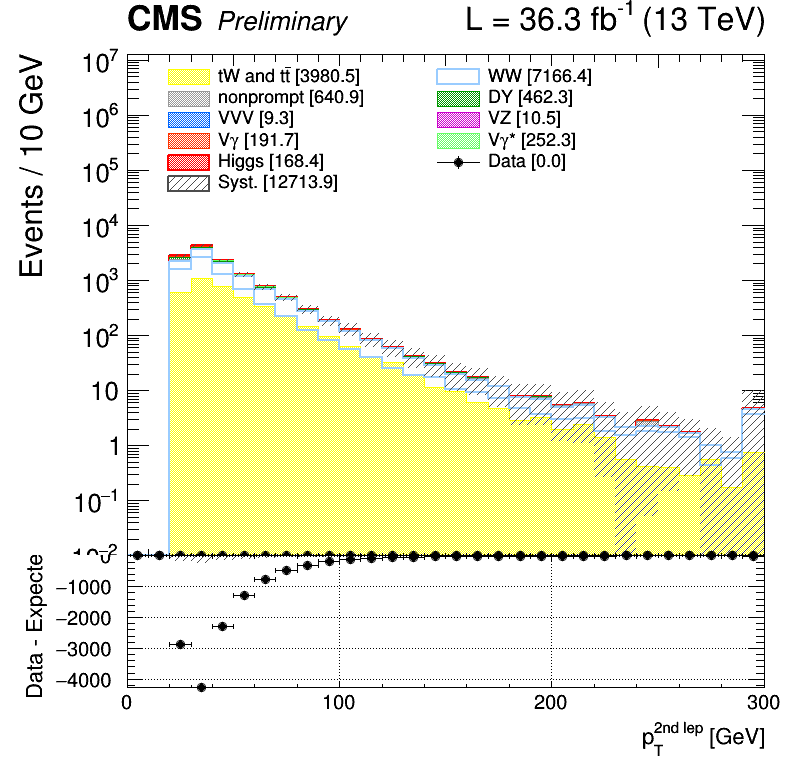 CMS Preliminary L = 36.3 fb⁻¹ (13 TeV)
Events / 10 GeV
10⁷
10⁶
10⁵
10⁴
10³
10²
10
1
10⁻¹
tW and tt̄ [3980.5]
nonprompt [640.9]
VVV [9.3]
Vγ [191.7]
Higgs [168.4]
Syst. [12713.9]
WW [7166.4]
DY [462.3]
VZ [10.5]
Vγ* [252.3]
Data [0.0]
Data - Expecte
−1000
−2000
−3000
−4000
0 100 200 300
p_T^2nd lep [GeV]